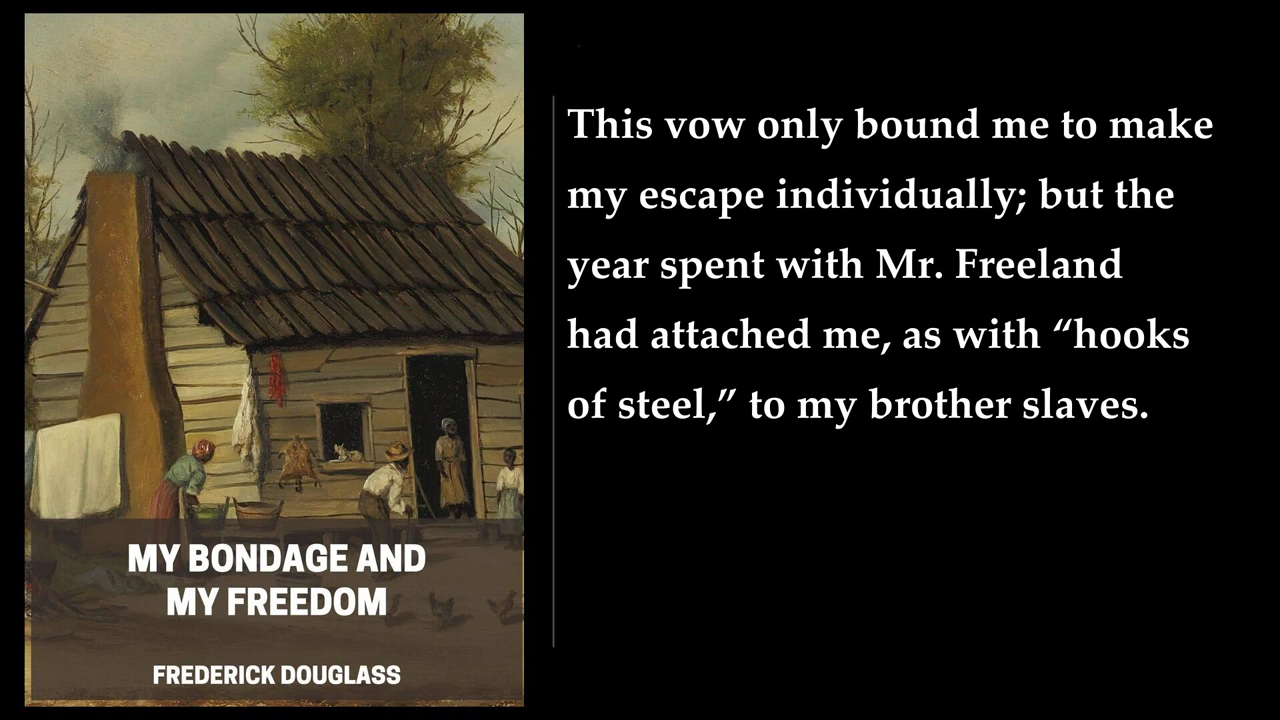 MY BONDAGE AND
MY FREEDOM
FREDERICK DOUGLASS
This vow only bound me to make
my escape individually; but the
year spent with Mr. Freeland
had attached me, as with “hooks
of steel,” to my brother slaves.